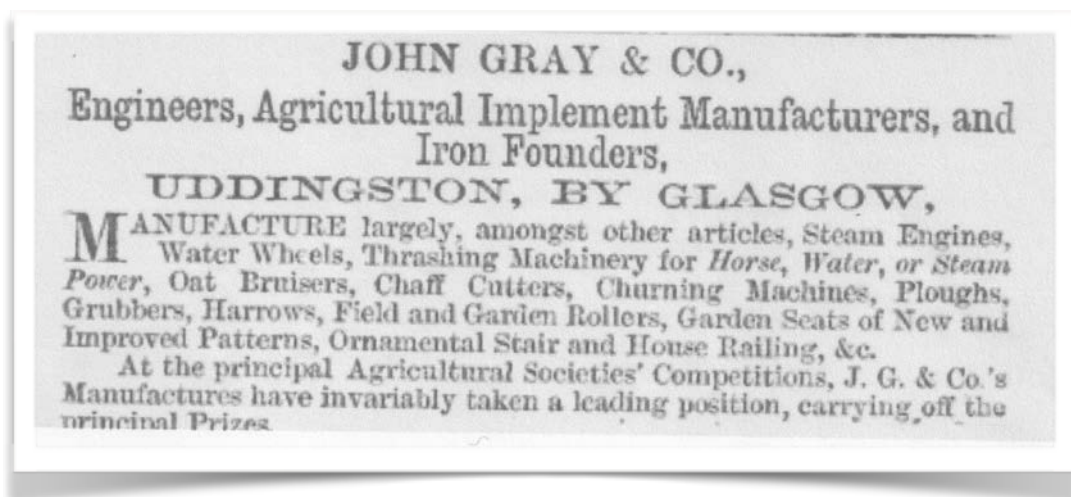 JOHN GRAY & CO.,
Engineers, Agricultural Implement Manufacturers, and
Iron Founders,
UDDINGSTON, BY GLASGOW,
MANUFACTURE largely, amongst other articles, Steam Engines,
Water Wheels, Thrashing Machinery for Horse, Water, or Steam
Power, Oat Bruisers, Chaff Cutters, Churning Machines, Ploughs,
Grubbers, Harrows, Field and Garden Rollers, Garden Seats of New and
Improved Patterns, Ornamental Stair and House Railing, &c.
At the principal Agricultural Societies' Competitions, J. G. & Co.'s
Manufactures have invariably taken a leading position, carrying off the
principal Prizes